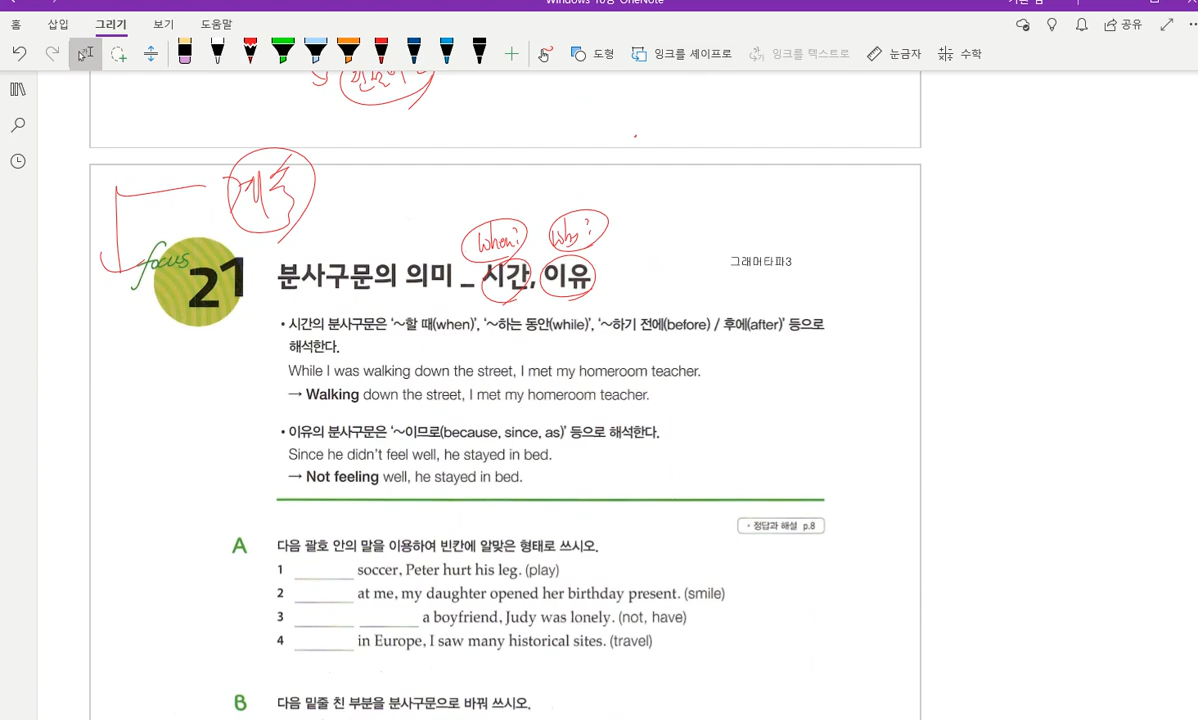 Windows 10용 OneNote
홈 삽입 그리기 보기 도움말
공유
도형 잉크를 셰이프로 잉크를 텍스트로 눈금자 수학
계속
When? Why?
focus
21 분사구문의 의미 _ 시간, 이유
그래머타파3
• 시간의 분사구문은 ‘~할 때(when)’, ‘~하는 동안(while)’, ‘~하기 전에(before) / 후에(after)’ 등으로
해석한다.
While I was walking down the street, I met my homeroom teacher.
→ Walking down the street, I met my homeroom teacher.
• 이유의 분사구문은 ‘~이므로(because, since, as)’ 등으로 해석한다.
Since he didn’t feel well, he stayed in bed.
→ Not feeling well, he stayed in bed.
• 정답과 해설 p.8
A 다음 괄호 안의 말을 이용하여 빈칸에 알맞은 형태로 쓰시오.
1 ______ soccer, Peter hurt his leg. (play)
2 ______ at me, my daughter opened her birthday present. (smile)
3 ______ ______ a boyfriend, Judy was lonely. (not, have)
4 ______ in Europe, I saw many historical sites. (travel)
B 다음 밑줄 친 부분을 분사구문으로 바꿔 쓰시오.